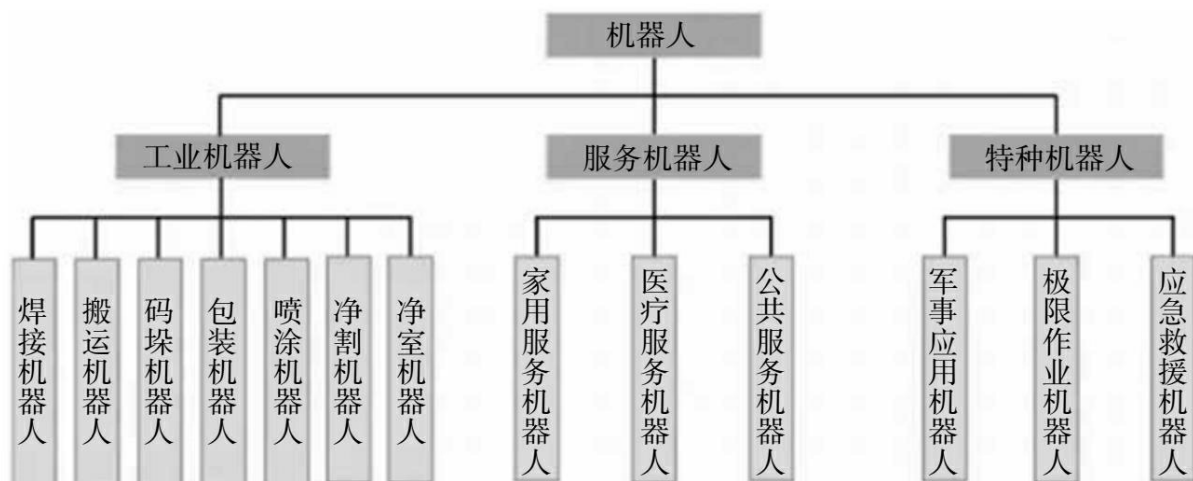 机器人
工业机器人
服务机器人
特种机器人
焊接机器人
搬运机器人
码垛机器人
包装机器人
喷涂机器人
净割机器人
净室机器人
家用服务机器人
医疗服务机器人
公共服务机器人
军事应用机器人
极限作业机器人
应急救援机器人